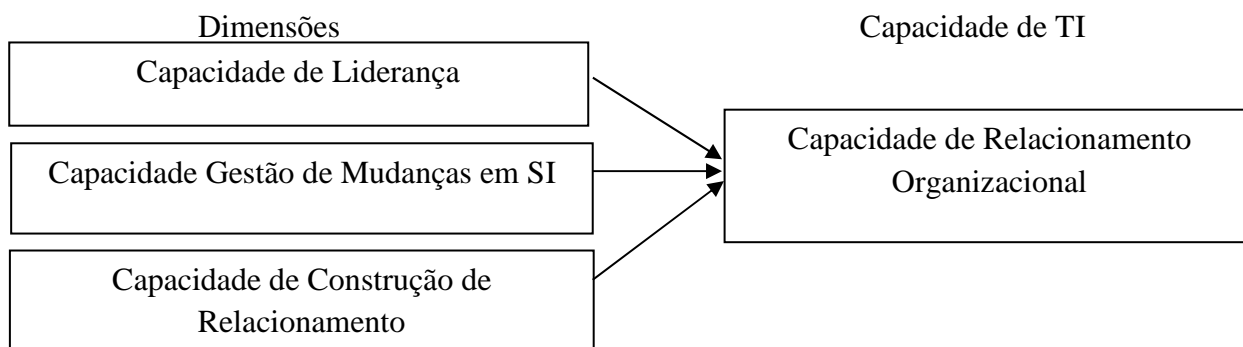 Dimensões
Capacidade de TI
Capacidade de Liderança
Capacidade Gestão de Mudanças em SI
Capacidade de Construção de
Relacionamento
Capacidade de Relacionamento
Organizacional